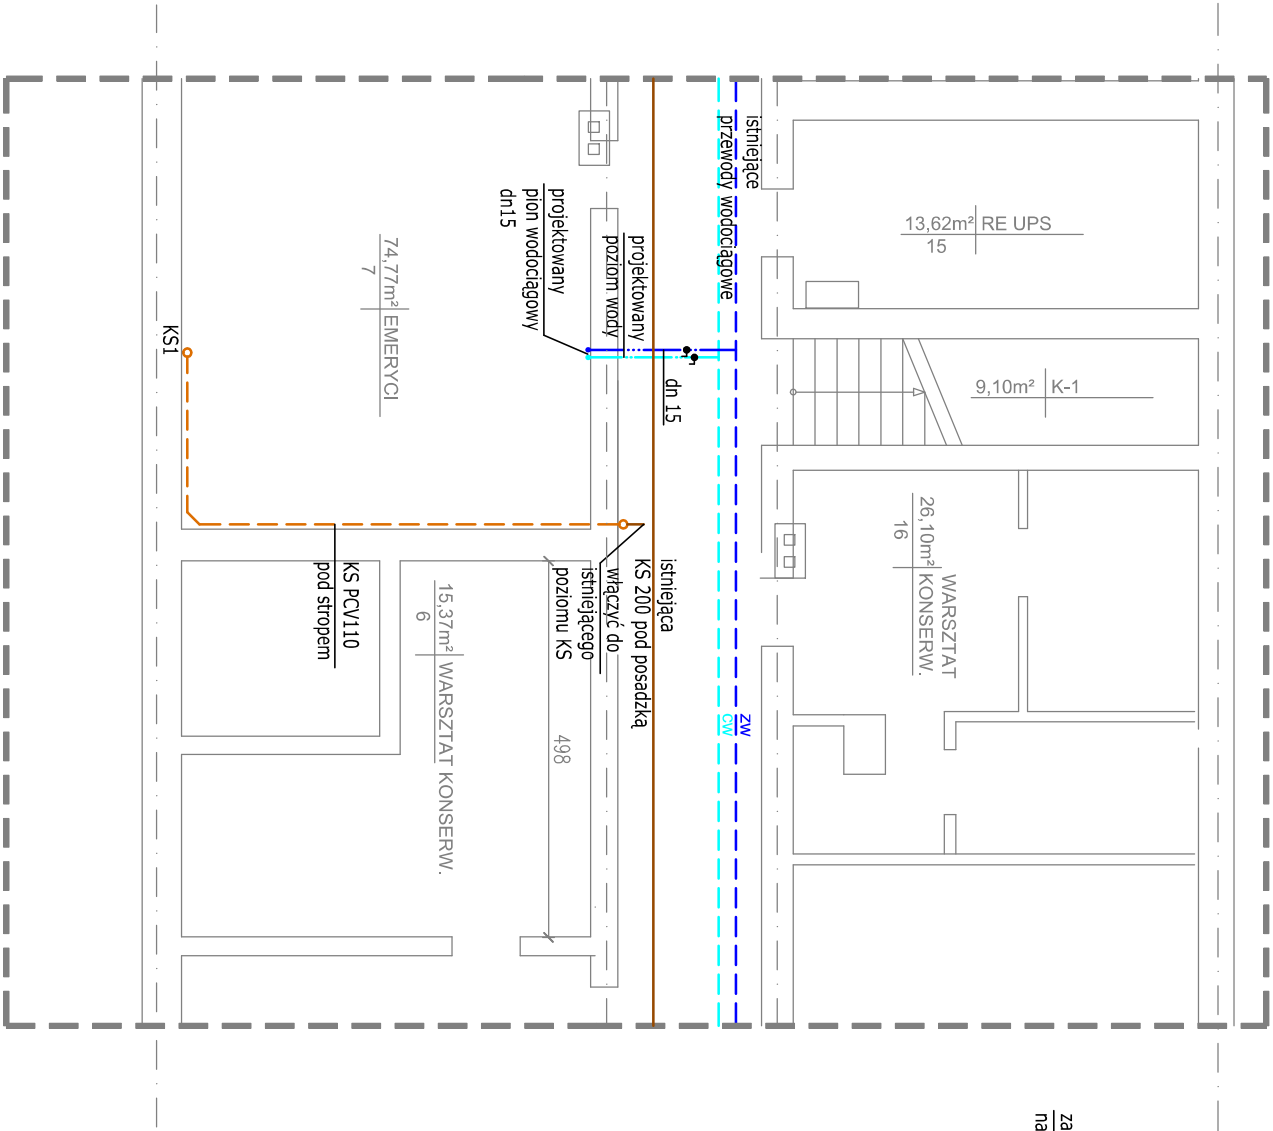 istniejące
przewody wodociągowe
13,62m² RE UPS
15
projektowany
pion wodociągowy
dn15
projektowany
poziom wody
74,77m² EMERYCI
7
KS1
dn 15
9,10m² K-1
WARSZTAT
26,10m² KONSERW.
16
istniejąca
KS 200 pod posadzką
włączyć do
istniejącego
poziomu KS
KS PCV110
pod stropem
15,37m² WARSZTAT KONSERW.
6
498
ZW
CW
za
na